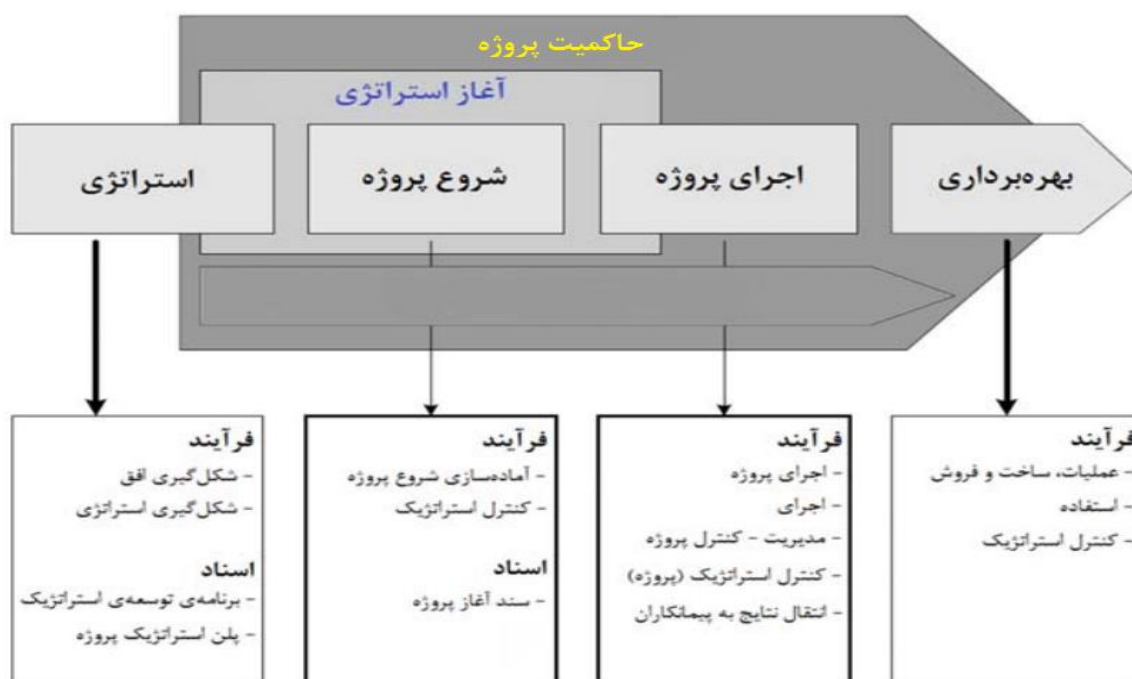 حاکمیت پروژه
آغاز استراتژی
استراتژی
شروع پروژه
اجرای پروژه
بهره‌برداری
فرآیند
- شکل‌گیری افق
- شکل‌گیری استراتژی
اسناد
- برنامه‌ی توسعه‌ی استراتژیک
- پلن استراتژیک پروژه
فرآیند
- آماده‌سازی شروع پروژه
- کنترل استراتژیک
اسناد
- سند آغاز پروژه
فرآیند
- اجرای پروژه
- اجرای
- مدیریت - کنترل پروژه
- کنترل استراتژیک (پروژه)
- انتقال نتایج به پیمانکاران
فرآیند
- عملیات، ساخت و فروش
- استفاده
- کنترل استراتژیک